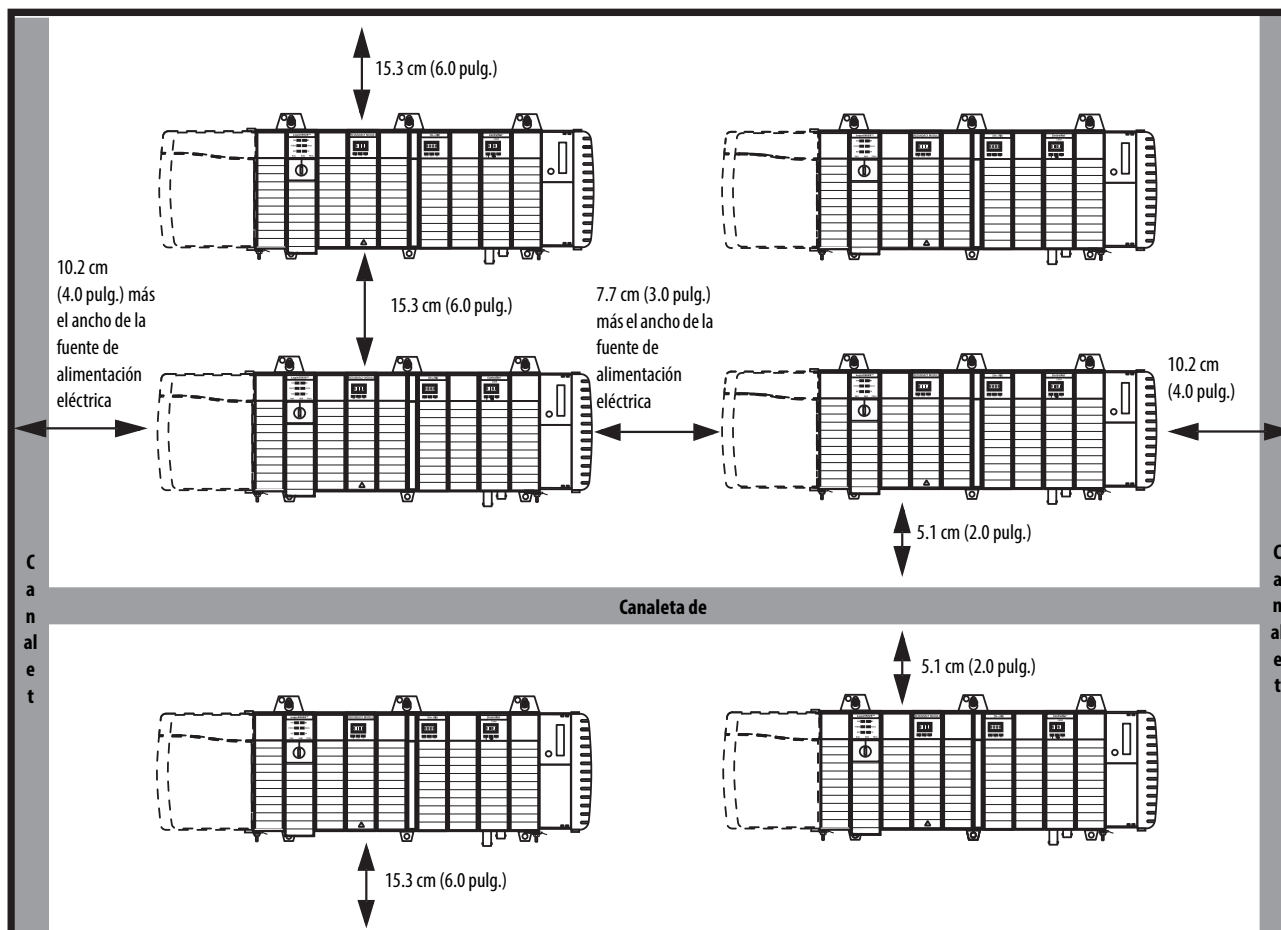 15.3 cm (6.0 pulg.)
10.2 cm
(4.0 pulg.) más
el ancho de la
fuente de
alimentación
eléctrica
15.3 cm (6.0 pulg.)
7.7 cm (3.0 pulg.)
más el ancho de la
fuente de
alimentación
eléctrica
10.2 cm
(4.0 pulg.)
5.1 cm (2.0 pulg.)
C
a
n
al
e
t
Canaleta de
C
a
n
al
e
t
5.1 cm (2.0 pulg.)
15.3 cm (6.0 pulg.)